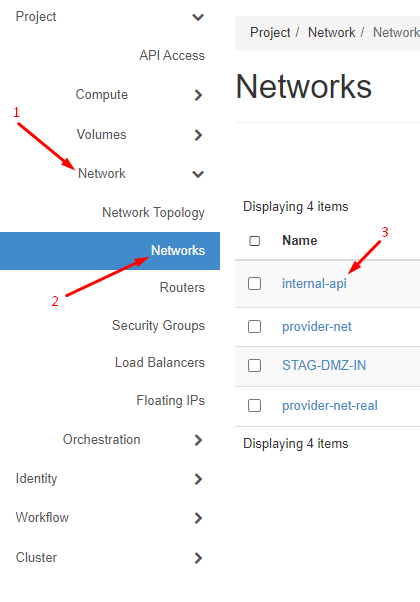 Project
API Access
Compute
1
Volumes
Network
Network Topology
Networks
2
Routers
Security Groups
Load Balancers
Floating IPs
Orchestration
Identity
Workflow
Cluster
Project / Network / Network
Networks
Displaying 4 items
Name
3
internal-api
provider-net
STAG-DMZ-IN
provider-net-real
Displaying 4 items